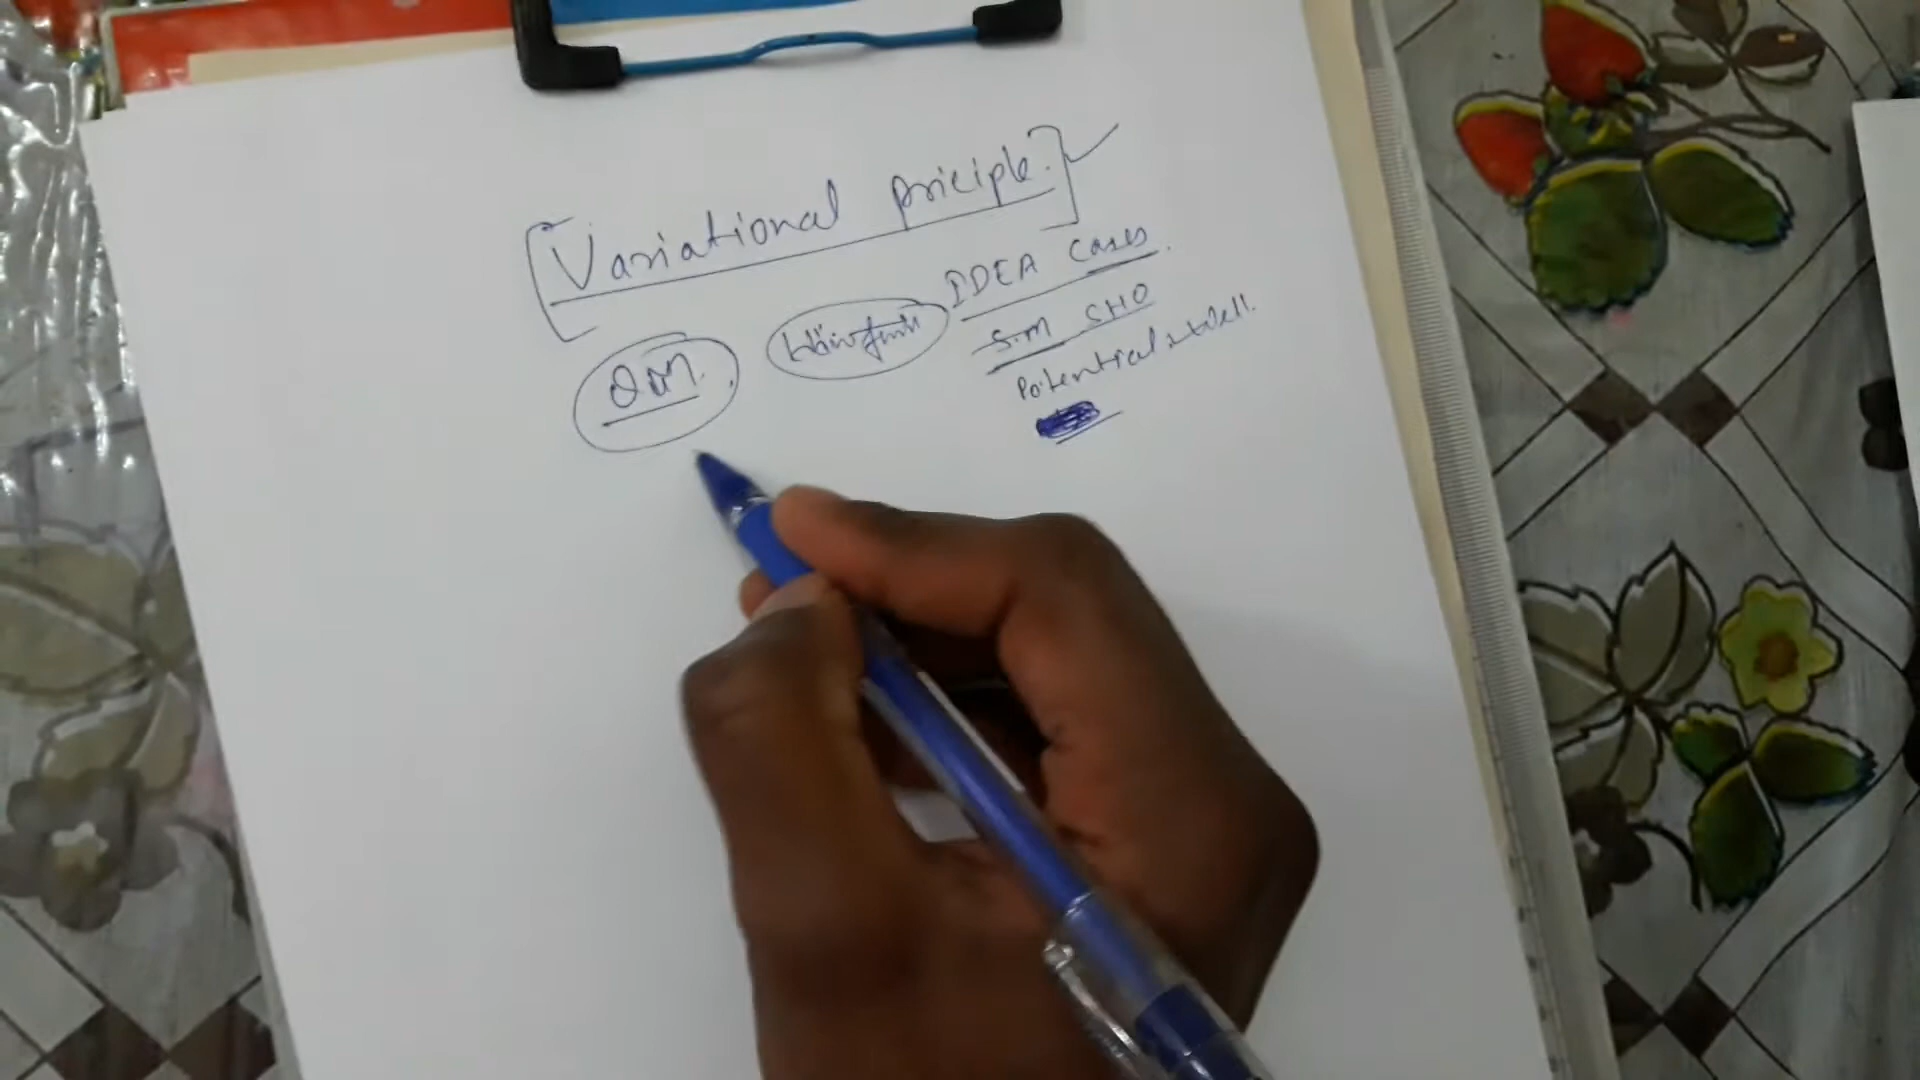 Variational priciple.
IDEA Cases.
Q.M.
S.M SHO
Potential well.